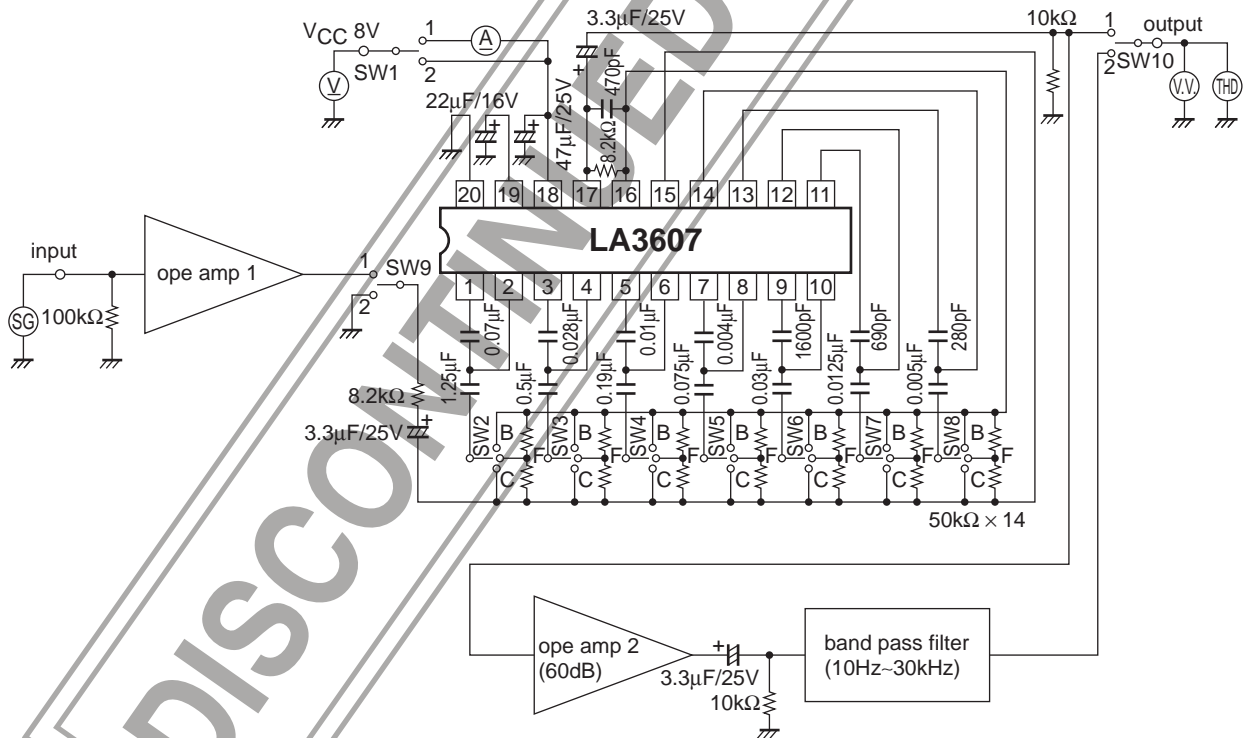 3.3µF/25V
10kΩ
1
output
VCC 8V
1
A
2
SW1
V
2
SW10
V.V.
THD
470pF
22µF/16V
47µF/25V
8.2kΩ
20 19 18 17 16 15 14 13 12 11
LA3607
1 2 3 4 5 6 7 8 9 10
input
ope amp 1
1
SW9
2
SG
100kΩ
0.07µF
0.028µF
0.01µF
0.004µF
1600pF
690pF
280pF
1.25µF
0.5µF
0.19µF
0.075µF
0.03µF
0.0125µF
0.005µF
8.2kΩ
3.3µF/25V
SW2 B F C
SW3 B F C
SW4 B F C
SW5 B F C
SW6 B F C
SW7 B F C
SW8 B F C
50kΩ × 14
ope amp 2
(60dB)
3.3µF/25V
10kΩ
band pass filter
(10Hz~30kHz)
DISCONTINUED